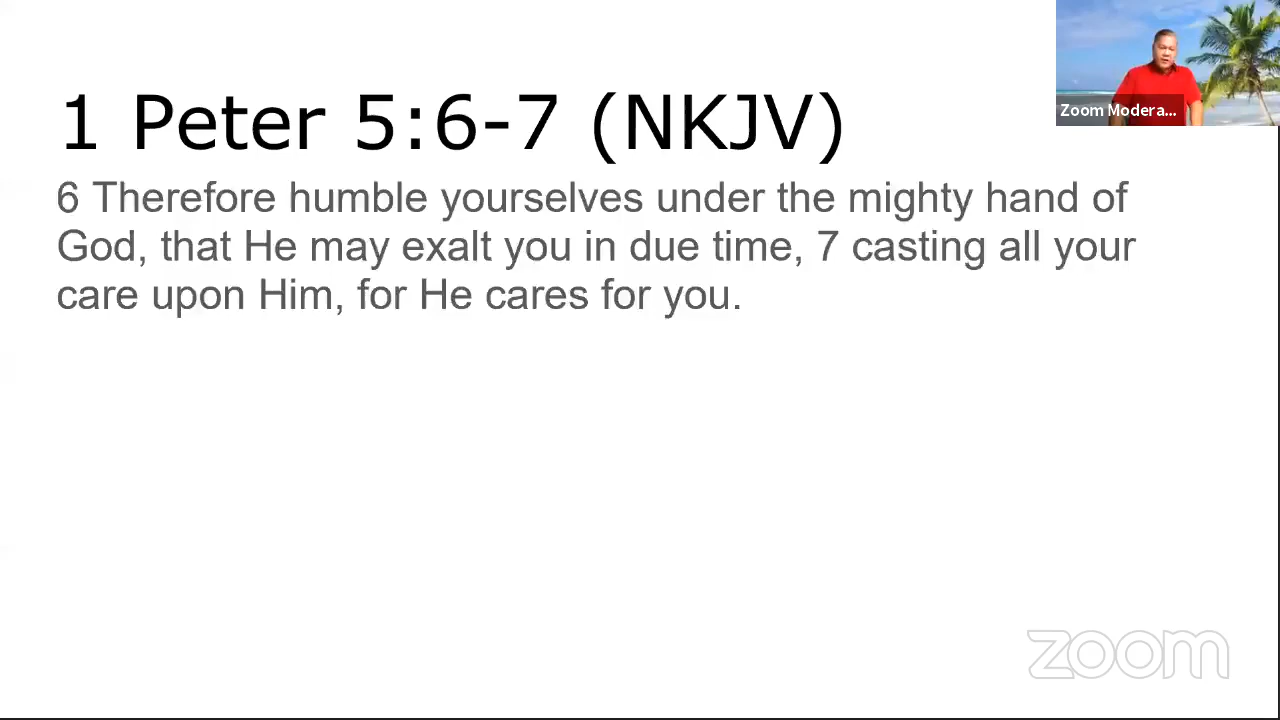 1 Peter 5:6-7 (NKJV)
6 Therefore humble yourselves under the mighty hand of
God, that He may exalt you in due time, 7 casting all your
care upon Him, for He cares for you.
Zoom Modera...
zoom